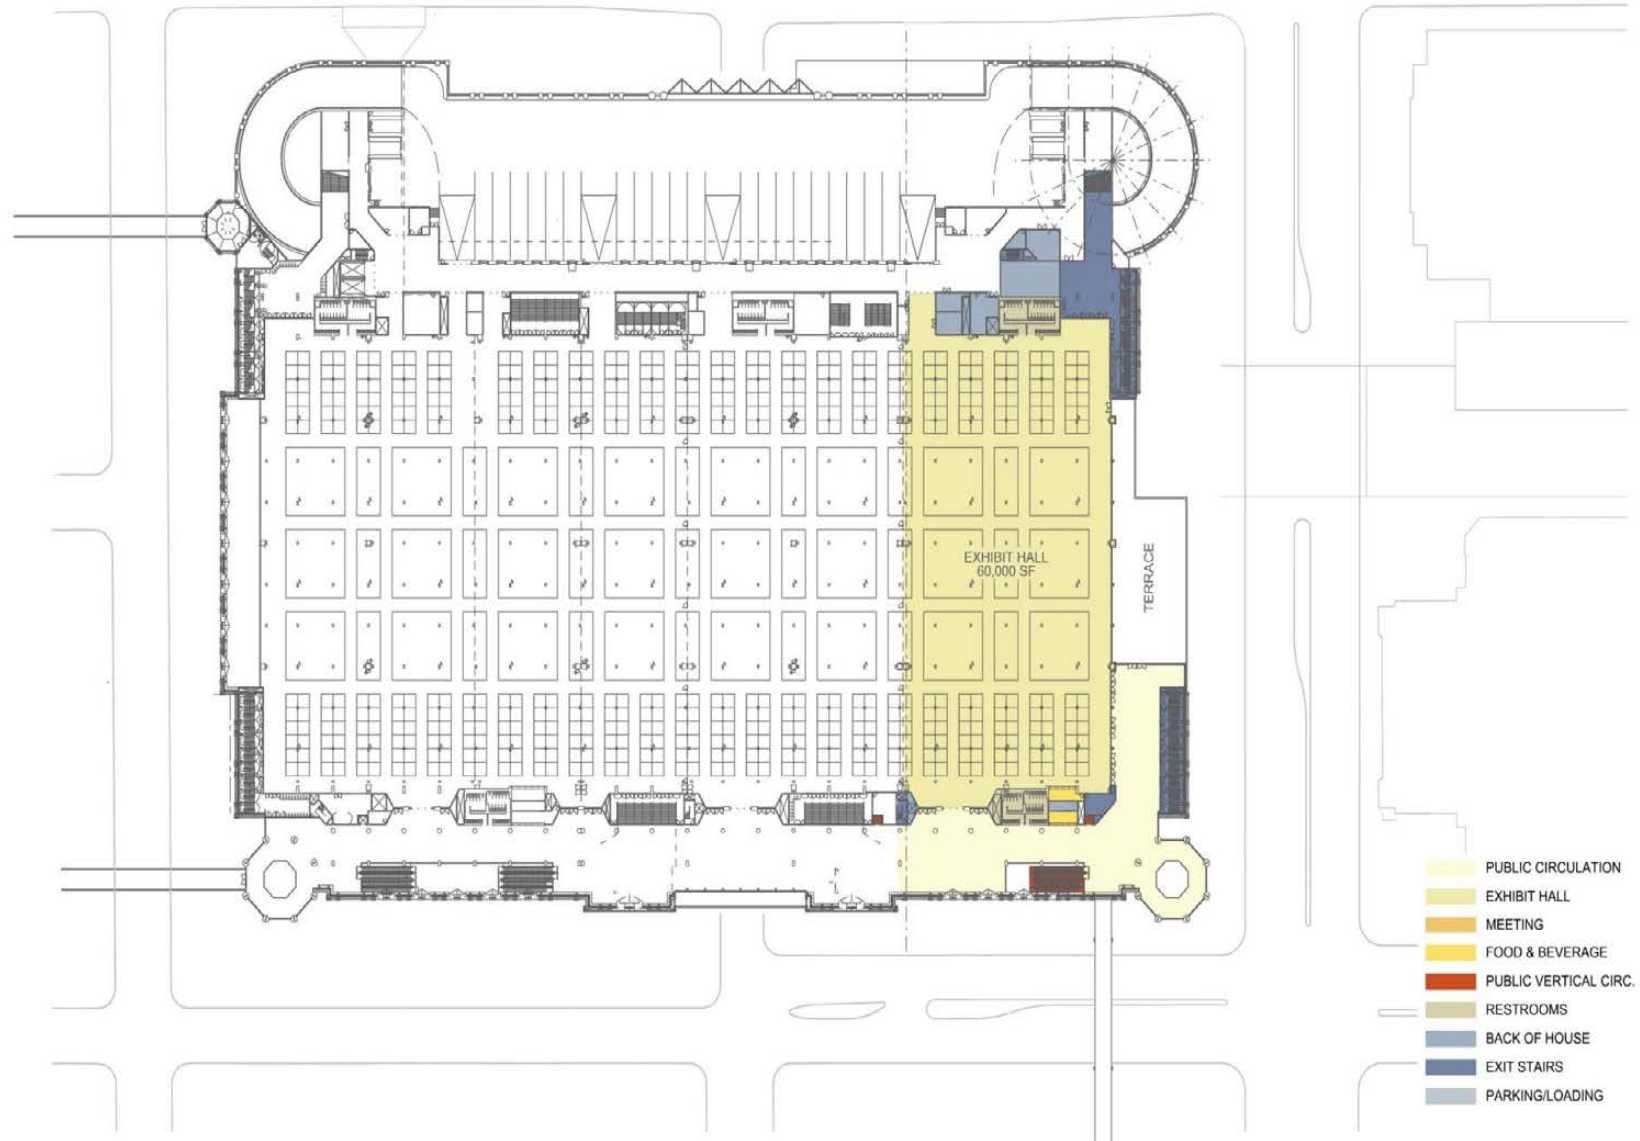 EXHIBIT HALL
60,000 SF
TERRACE
PUBLIC CIRCULATION
EXHIBIT HALL
MEETING
FOOD & BEVERAGE
PUBLIC VERTICAL CIRC.
RESTROOMS
BACK OF HOUSE
EXIT STAIRS
PARKING/LOADING